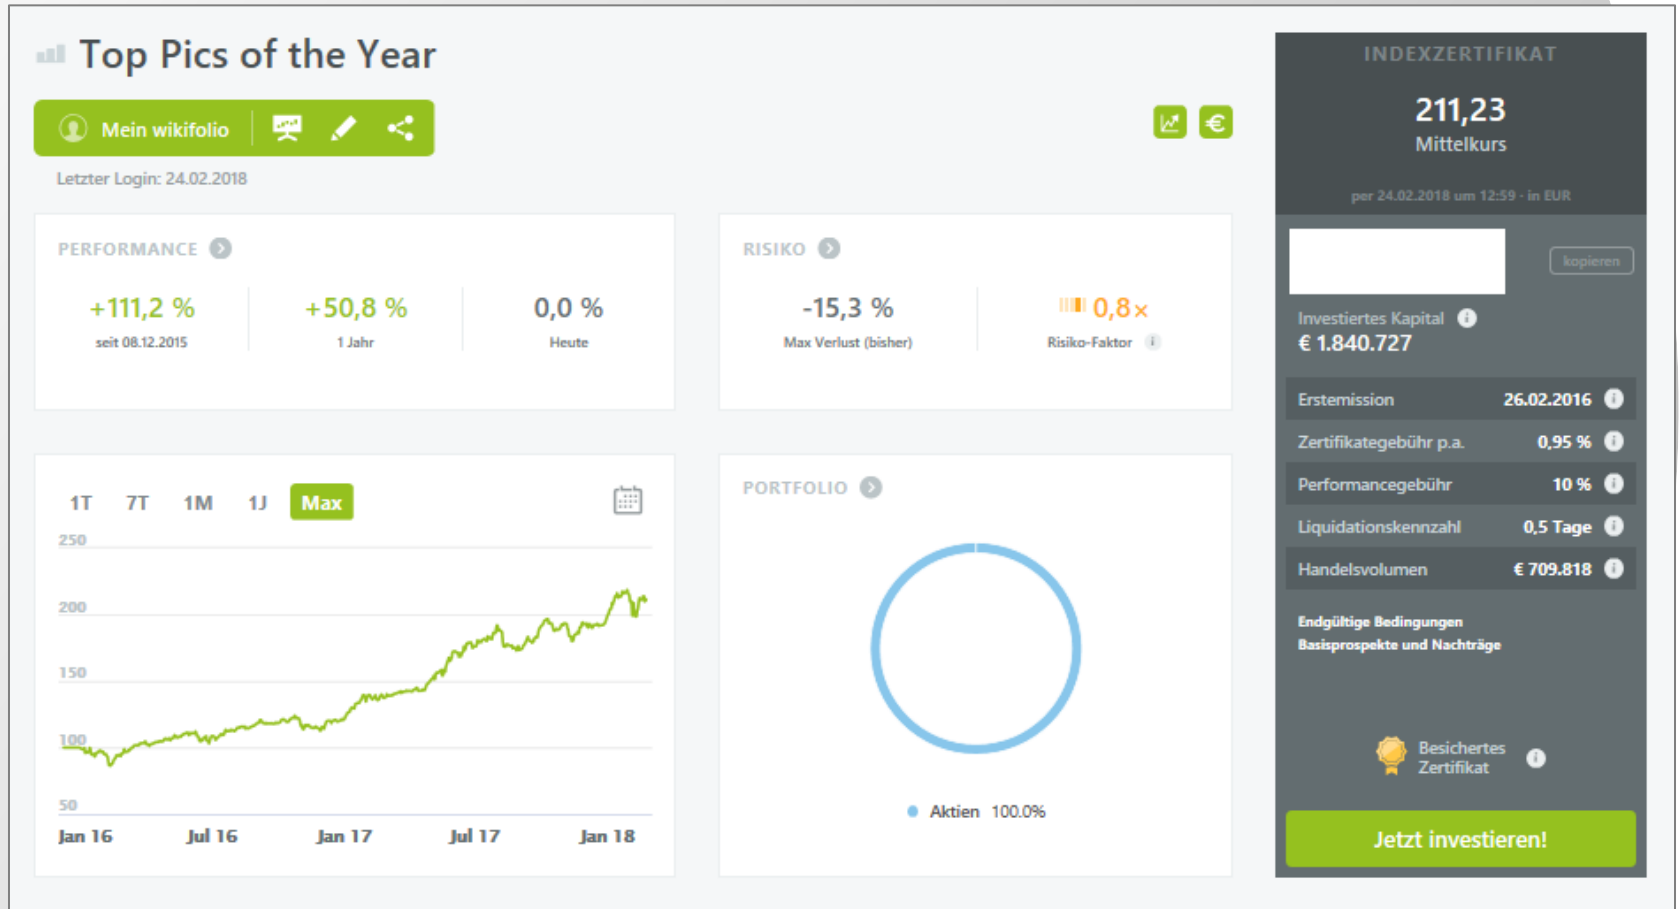 Top Pics of the Year
Mein wikifolio
Letzter Login: 24.02.2018
PERFORMANCE
+111,2 %
seit 08.12.2015
+50,8 %
1 Jahr
0,0 %
Heute
RISIKO
-15,3 %
Max Verlust (bisher)
0,8×
Risiko-Faktor i
1T 7T 1M 1J Max
250
200
150
100
50
Jan 16 Jul 16 Jan 17 Jul 17 Jan 18
PORTFOLIO
Aktien 100.0%
INDEXZERTIFIKAT
211,23
Mittelkurs
per 24.02.2018 um 12:59 - in EUR
kopieren
Investiertes Kapital i
€ 1.840.727
Erstemission 26.02.2016 i
Zertifikategebühr p.a. 0,95 % i
Performancegebühr 10 % i
Liquidationskennzahl 0,5 Tage i
Handelsvolumen € 709.818 i
Endgültige Bedingungen
Basisprospekte und Nachträge
Besichertes
Zertifikat i
Jetzt investieren!